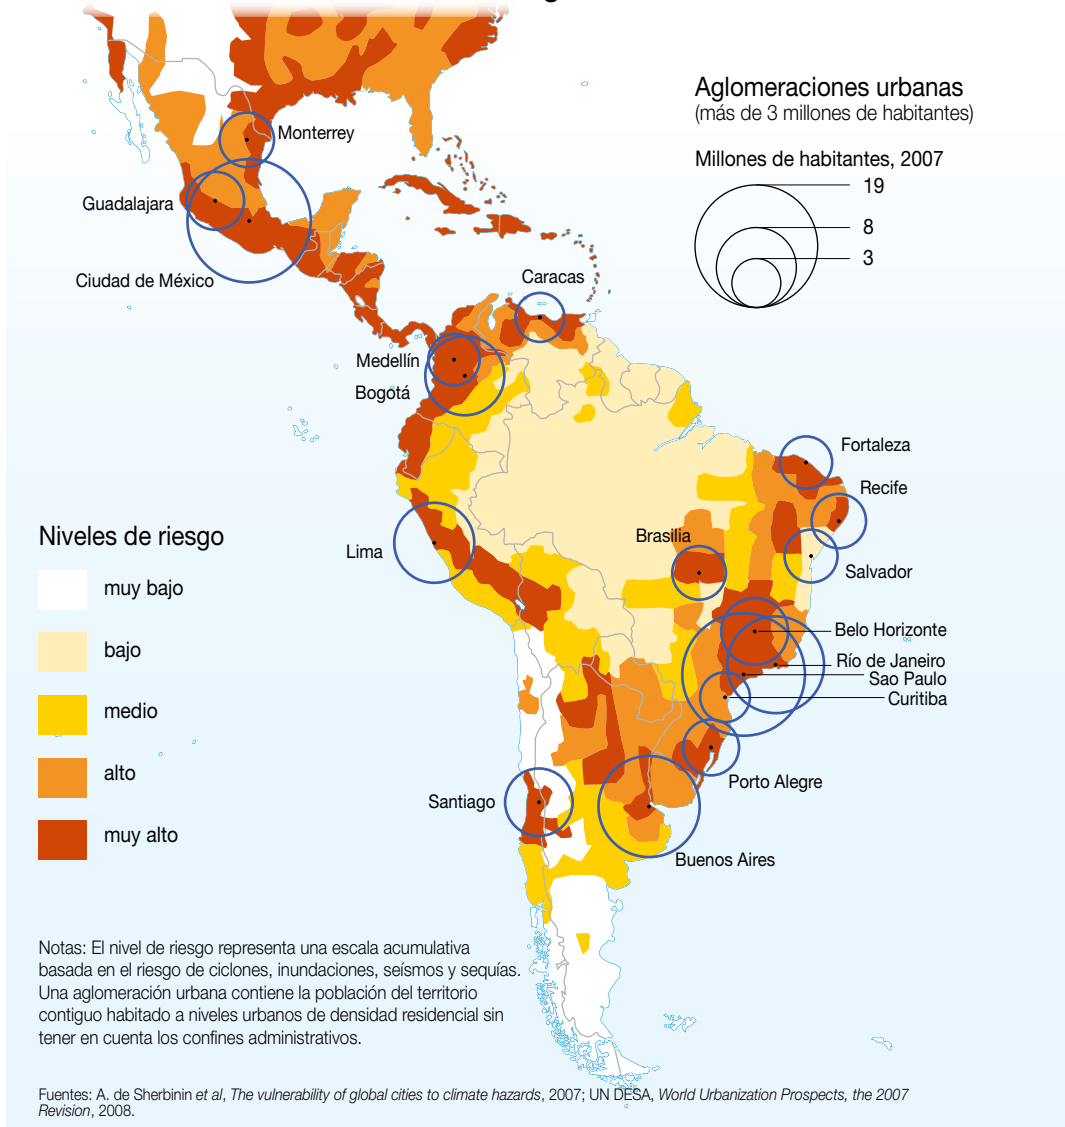 Aglomeraciones urbanas
(más de 3 millones de habitantes)
Millones de habitantes, 2007
19
8
3
Monterrey
Guadalajara
Ciudad de México
Caracas
Medellín
Bogotá
Fortaleza
Recife
Lima
Brasilia
Salvador
Belo Horizonte
Río de Janeiro
Sao Paulo
Curitiba
Porto Alegre
Santiago
Buenos Aires
Niveles de riesgo
muy bajo
bajo
medio
alto
muy alto
Notas: El nivel de riesgo representa una escala acumulativa
basada en el riesgo de ciclones, inundaciones, seísmos y sequías.
Una aglomeración urbana contiene la población del territorio
contiguo habitado a niveles urbanos de densidad residencial sin
tener en cuenta los confines administrativos.
Fuentes: A. de Sherbinin et al, The vulnerability of global cities to climate hazards, 2007; UN DESA, World Urbanization Prospects, the 2007
Revision, 2008.